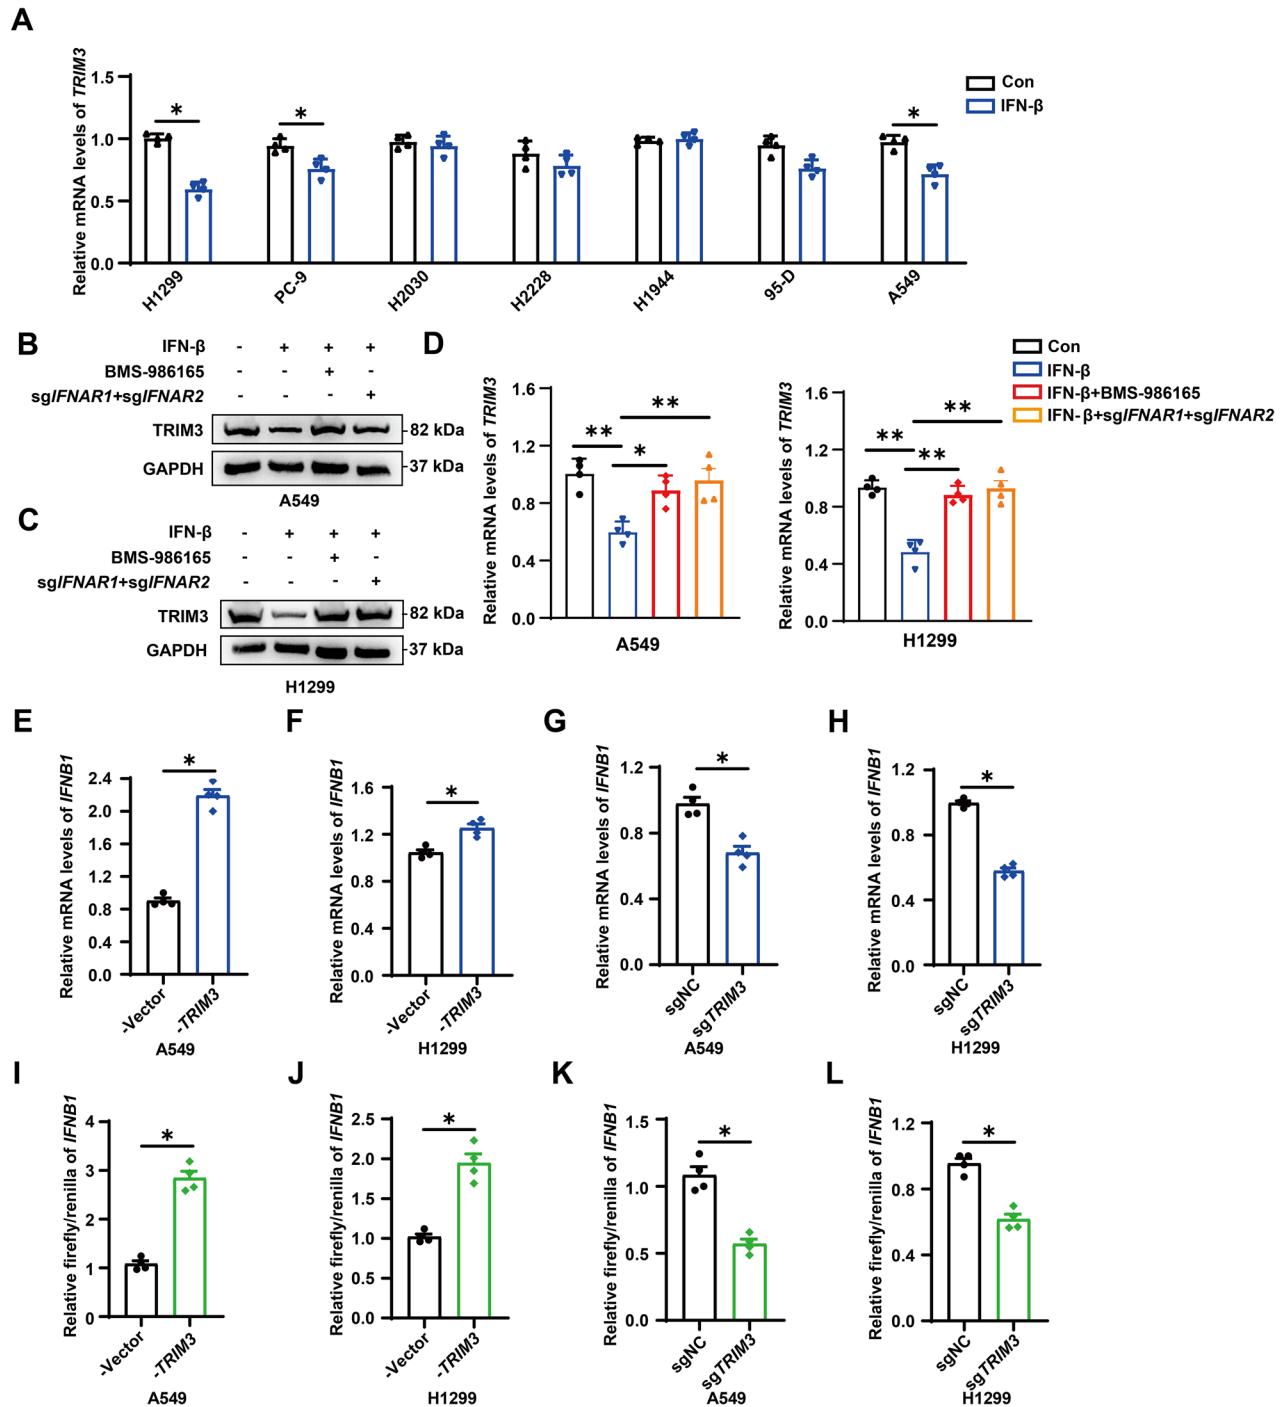 A
Relative mRNA levels of TRIM3
1.5
1.0
0.5
0.0
* * *
Con
IFN-β
H1299 PC-9 H2030 H2228 H1944 95-D A549
B
IFN-β - + + +
BMS-986165 - - + -
sgIFNAR1+sgIFNAR2 - - - +
TRIM3 82 kDa
GAPDH 37 kDa
A549
C
IFN-β - + + +
BMS-986165 - - + -
sgIFNAR1+sgIFNAR2 - - - +
TRIM3 82 kDa
GAPDH 37 kDa
H1299
D
Con
IFN-β
IFN-β+BMS-986165
IFN- β+sgIFNAR1+sgIFNAR2
Relative mRNA levels of TRIM3
1.6
1.2
0.8
0.4
0.0
**
** *
A549
Relative mRNA levels of TRIM3
1.6
1.2
0.8
0.4
0.0
**
** **
H1299
E
Relative mRNA levels of IFNB1
2.4
2.0
1.6
1.2
0.8
0.4
0.0
*
-Vector -TRIM3
A549
F
Relative mRNA levels of IFNB1
1.6
1.2
0.8
0.4
0.0
*
-Vector -TRIM3
H1299
G
Relative mRNA levels of IFNB1
1.2
0.8
0.4
0.0
*
sgNC sgTRIM3
A549
H
Relative mRNA levels of IFNB1
1.2
0.8
0.4
0.0
*
sgNC sgTRIM3
H1299
I
Relative firefly/renilla of IFNB1
4
3
2
1
0
*
-Vector -TRIM3
A549
J
Relative firefly/renilla of IFNB1
2.5
2.0
1.5
1.0
0.5
0.0
*
-Vector -TRIM3
H1299
K
Relative firefly/renilla of IFNB1
1.5
1.0
0.5
0.0
*
sgNC sgTRIM3
A549
L
Relative firefly/renilla of IFNB1
1.2
0.8
0.4
0.0
*
sgNC sgTRIM3
H1299